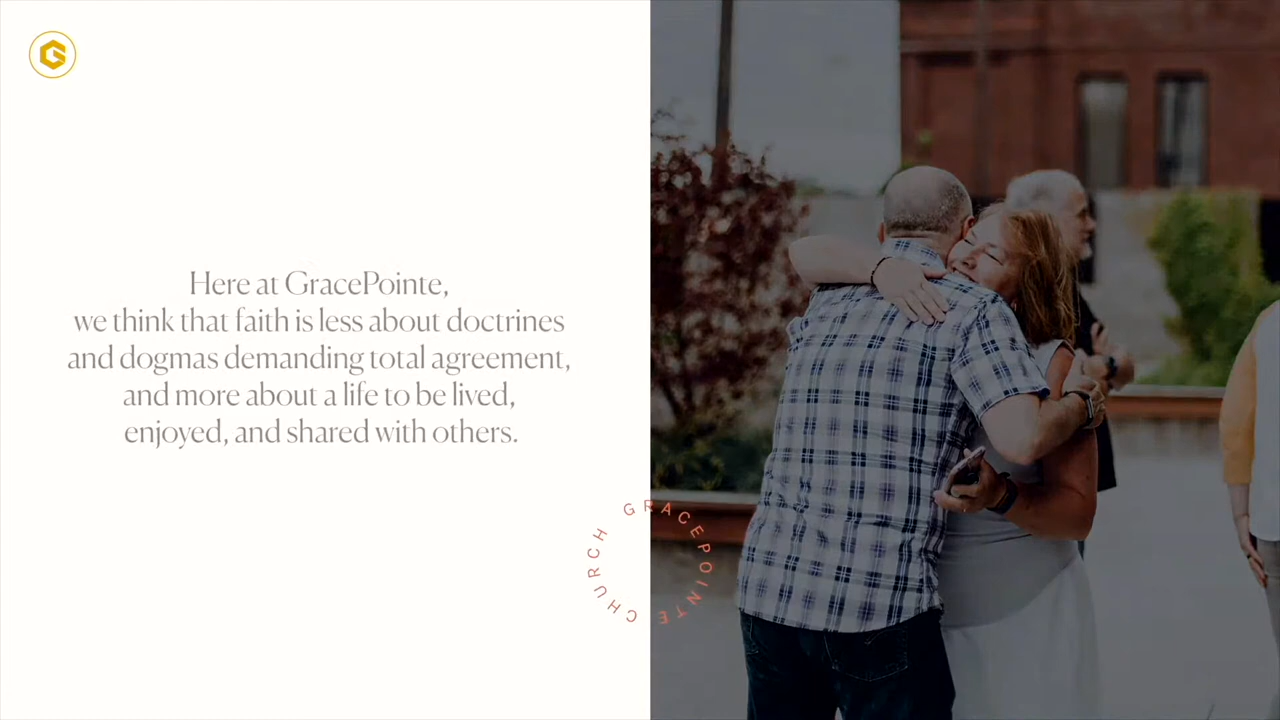 Here at GracePointe,
we think that faith is less about doctrines
and dogmas demanding total agreement,
and more about a life to be lived,
enjoyed, and shared with others.
GRACEPOINTE CHURCH